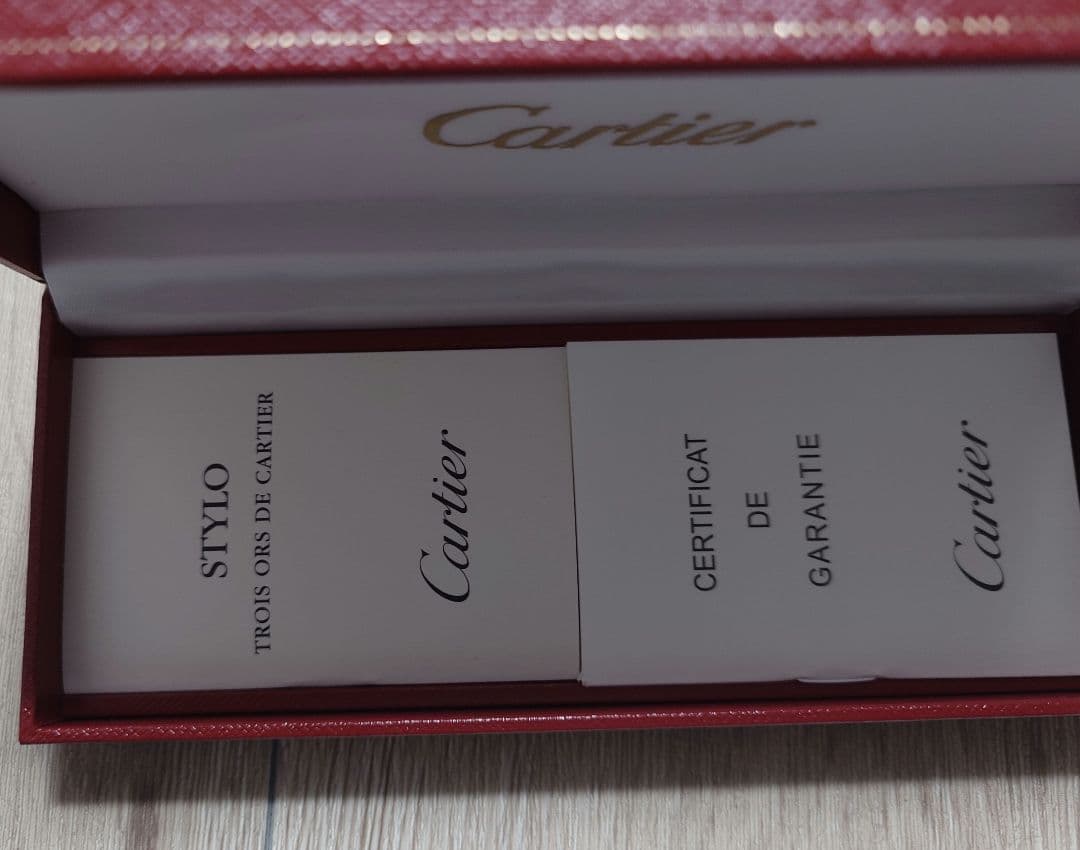 Cartier
STYLO
TROIS ORS DE CARTIER
Cartier
CERTIFICAT
DE
GARANTIE
Cartier